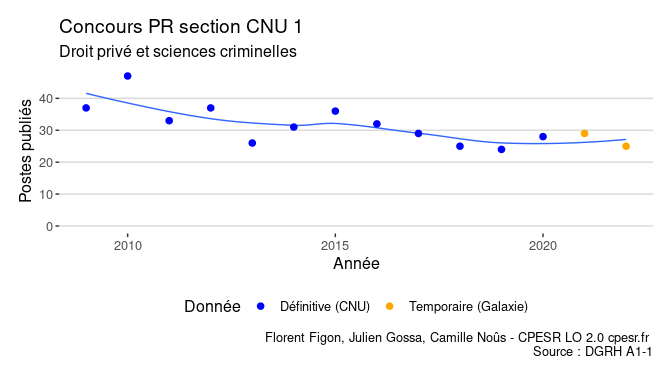 Concours PR section CNU 1
Droit privé et sciences criminelles
Postes publiés
40
30
20
10
0
2010 2015 2020
Année
Donnée Définitive (CNU) Temporaire (Galaxie)
Florent Figon, Julien Gossa, Camille Noûs - CPESR LO 2.0 cpesr.fr
Source : DGRH A1-1